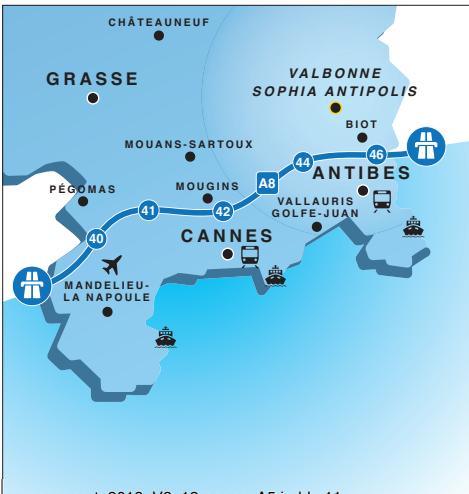 CHÂTEAUNEUF
GRASSE
VALBONNE
SOPHIA ANTIPOLIS
BIOT
MOUANS-SARTOUX
44
46
A8
ANTIBES
PÉGOMAS
MOUGINS
41
42
VALLAURIS
GOLFE-JUAN
40
CANNES
MANDELIEU-
LA NAPOULE